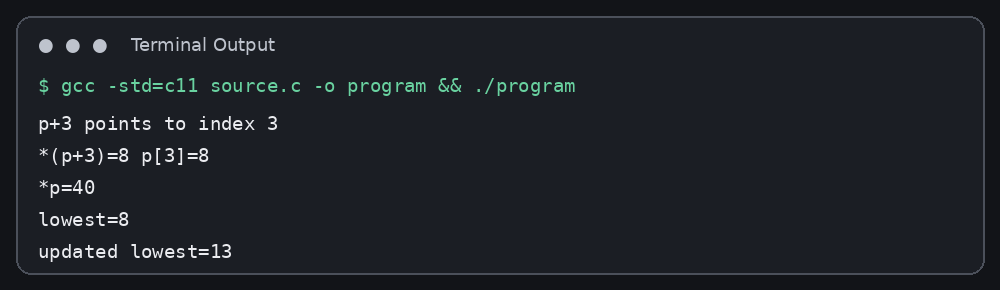 Terminal Output
$ gcc -std=c11 source.c -o program && ./program
p+3 points to index 3
*(p+3)=8 p[3]=8
*p=40
lowest=8
updated lowest=13